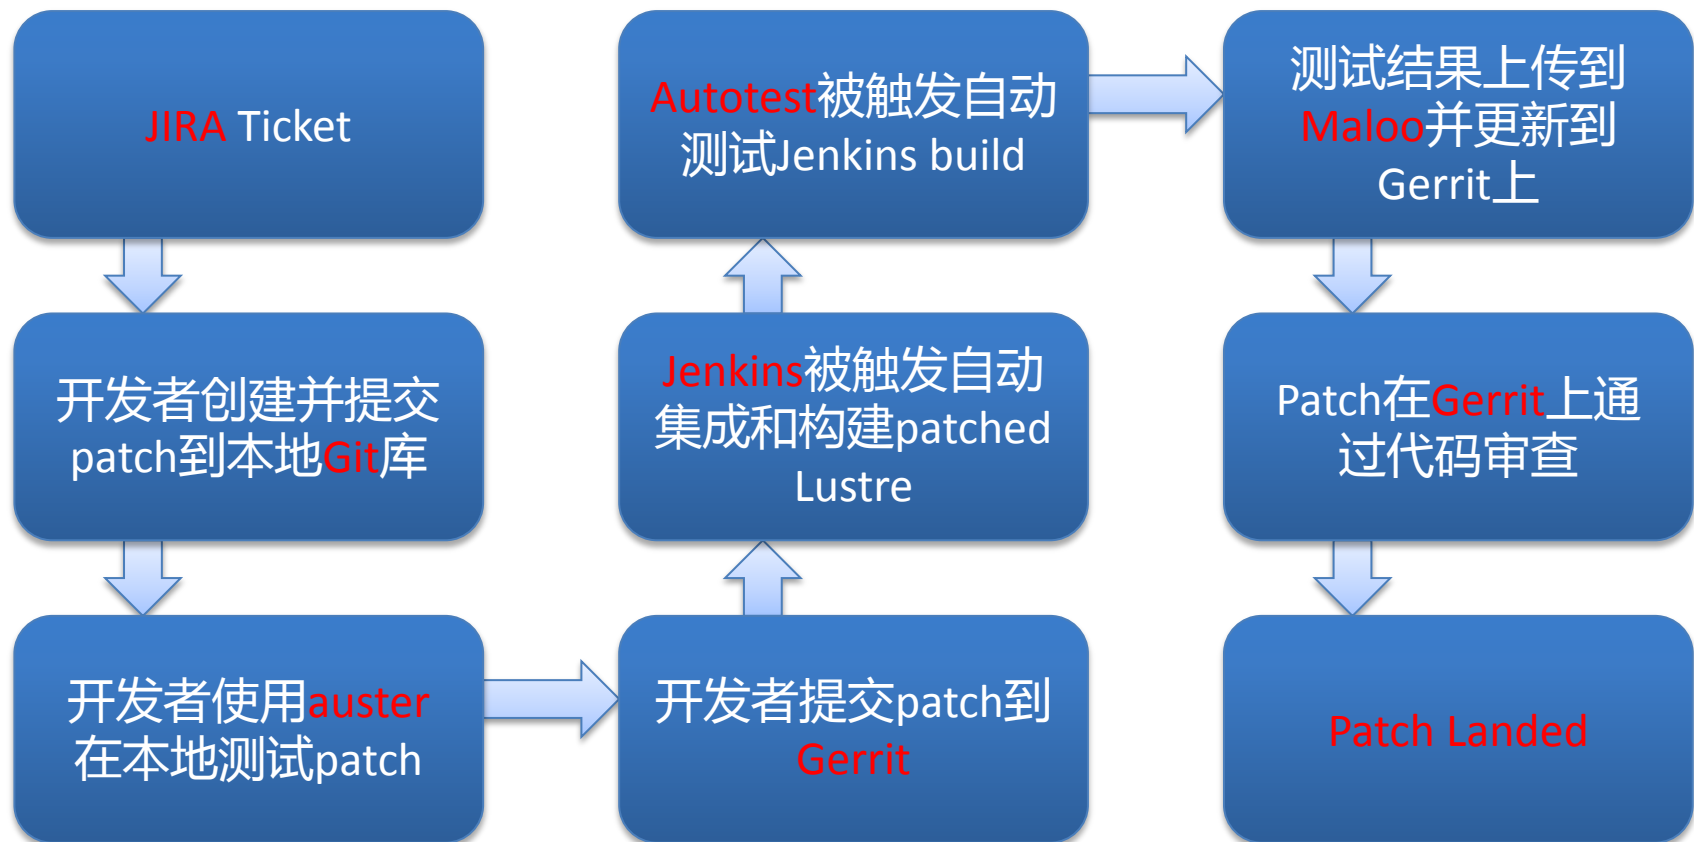 JIRA Ticket
开发者创建并提交
patch到本地Git库
开发者使用auster
在本地测试patch
开发者提交patch到
Gerrit
Jenkins被触发自动
集成和构建patched
Lustre
Autotest被触发自动
测试Jenkins build
测试结果上传到
Maloo并更新到
Gerrit上
Patch在Gerrit上通
过代码审查
Patch Landed